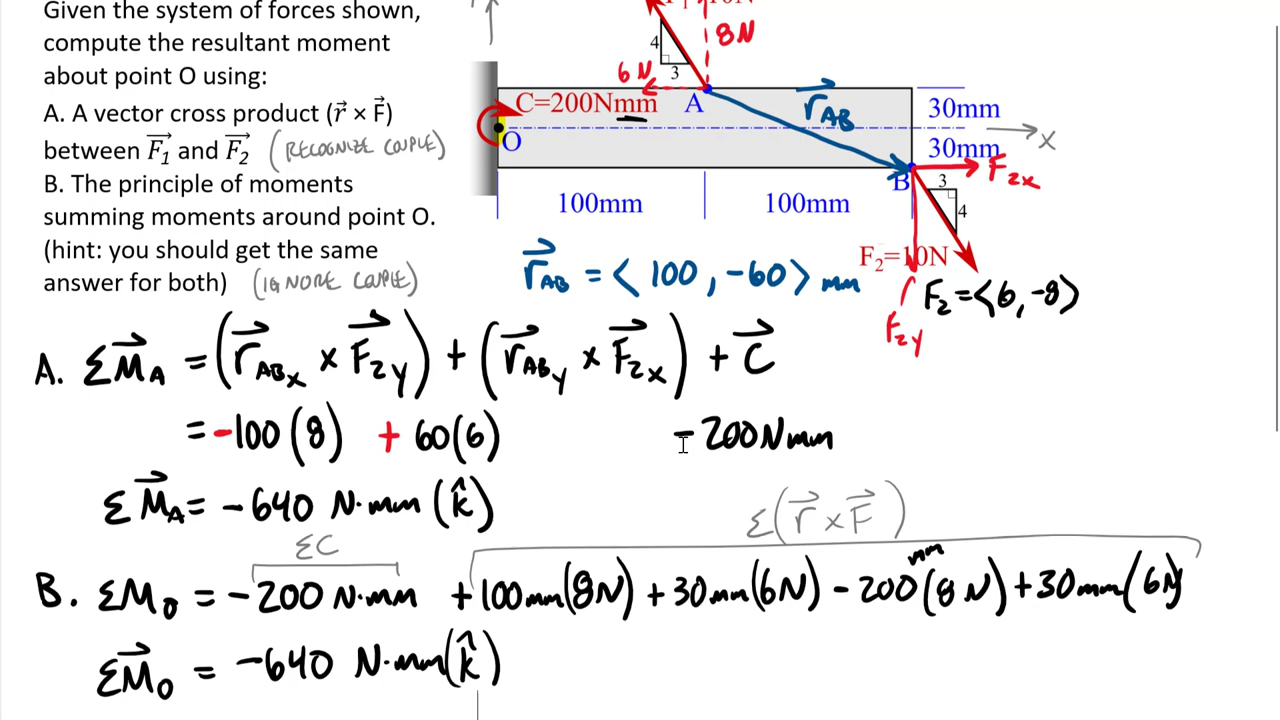 Given the system of forces shown,
compute the resultant moment
about point O using:
A. A vector cross product (r⃗ × F⃗)
between F₁⃗ and F₂⃗ (RECOGNIZE COUPLE)
B. The principle of moments
summing moments around point O.
(hint: you should get the same
answer for both) (IGNORE COUPLE)
8N
4
3
6N
C=200Nmm
A
r⃗AB
30mm
x
O
30mm
B
F2x
3
4
100mm
100mm
F₂=10N
r⃗AB = <100, -60> mm
F₂=<6, -8>
F2y
A. ΣM⃗A = (r⃗ABx × F⃗2y) + (r⃗ABy × F⃗2x) + C⃗
= -100(8) + 60(6) - 200Nmm
ΣM⃗A = -640 N·mm (k̂)
Σ(r⃗ × F⃗)
ΣC
B. ΣMo = -200 N·mm + 100mm(8N) + 30mm(6N) - 200mm(8N) + 30mm(6N)
ΣM⃗o = -640 N·mm(k̂)